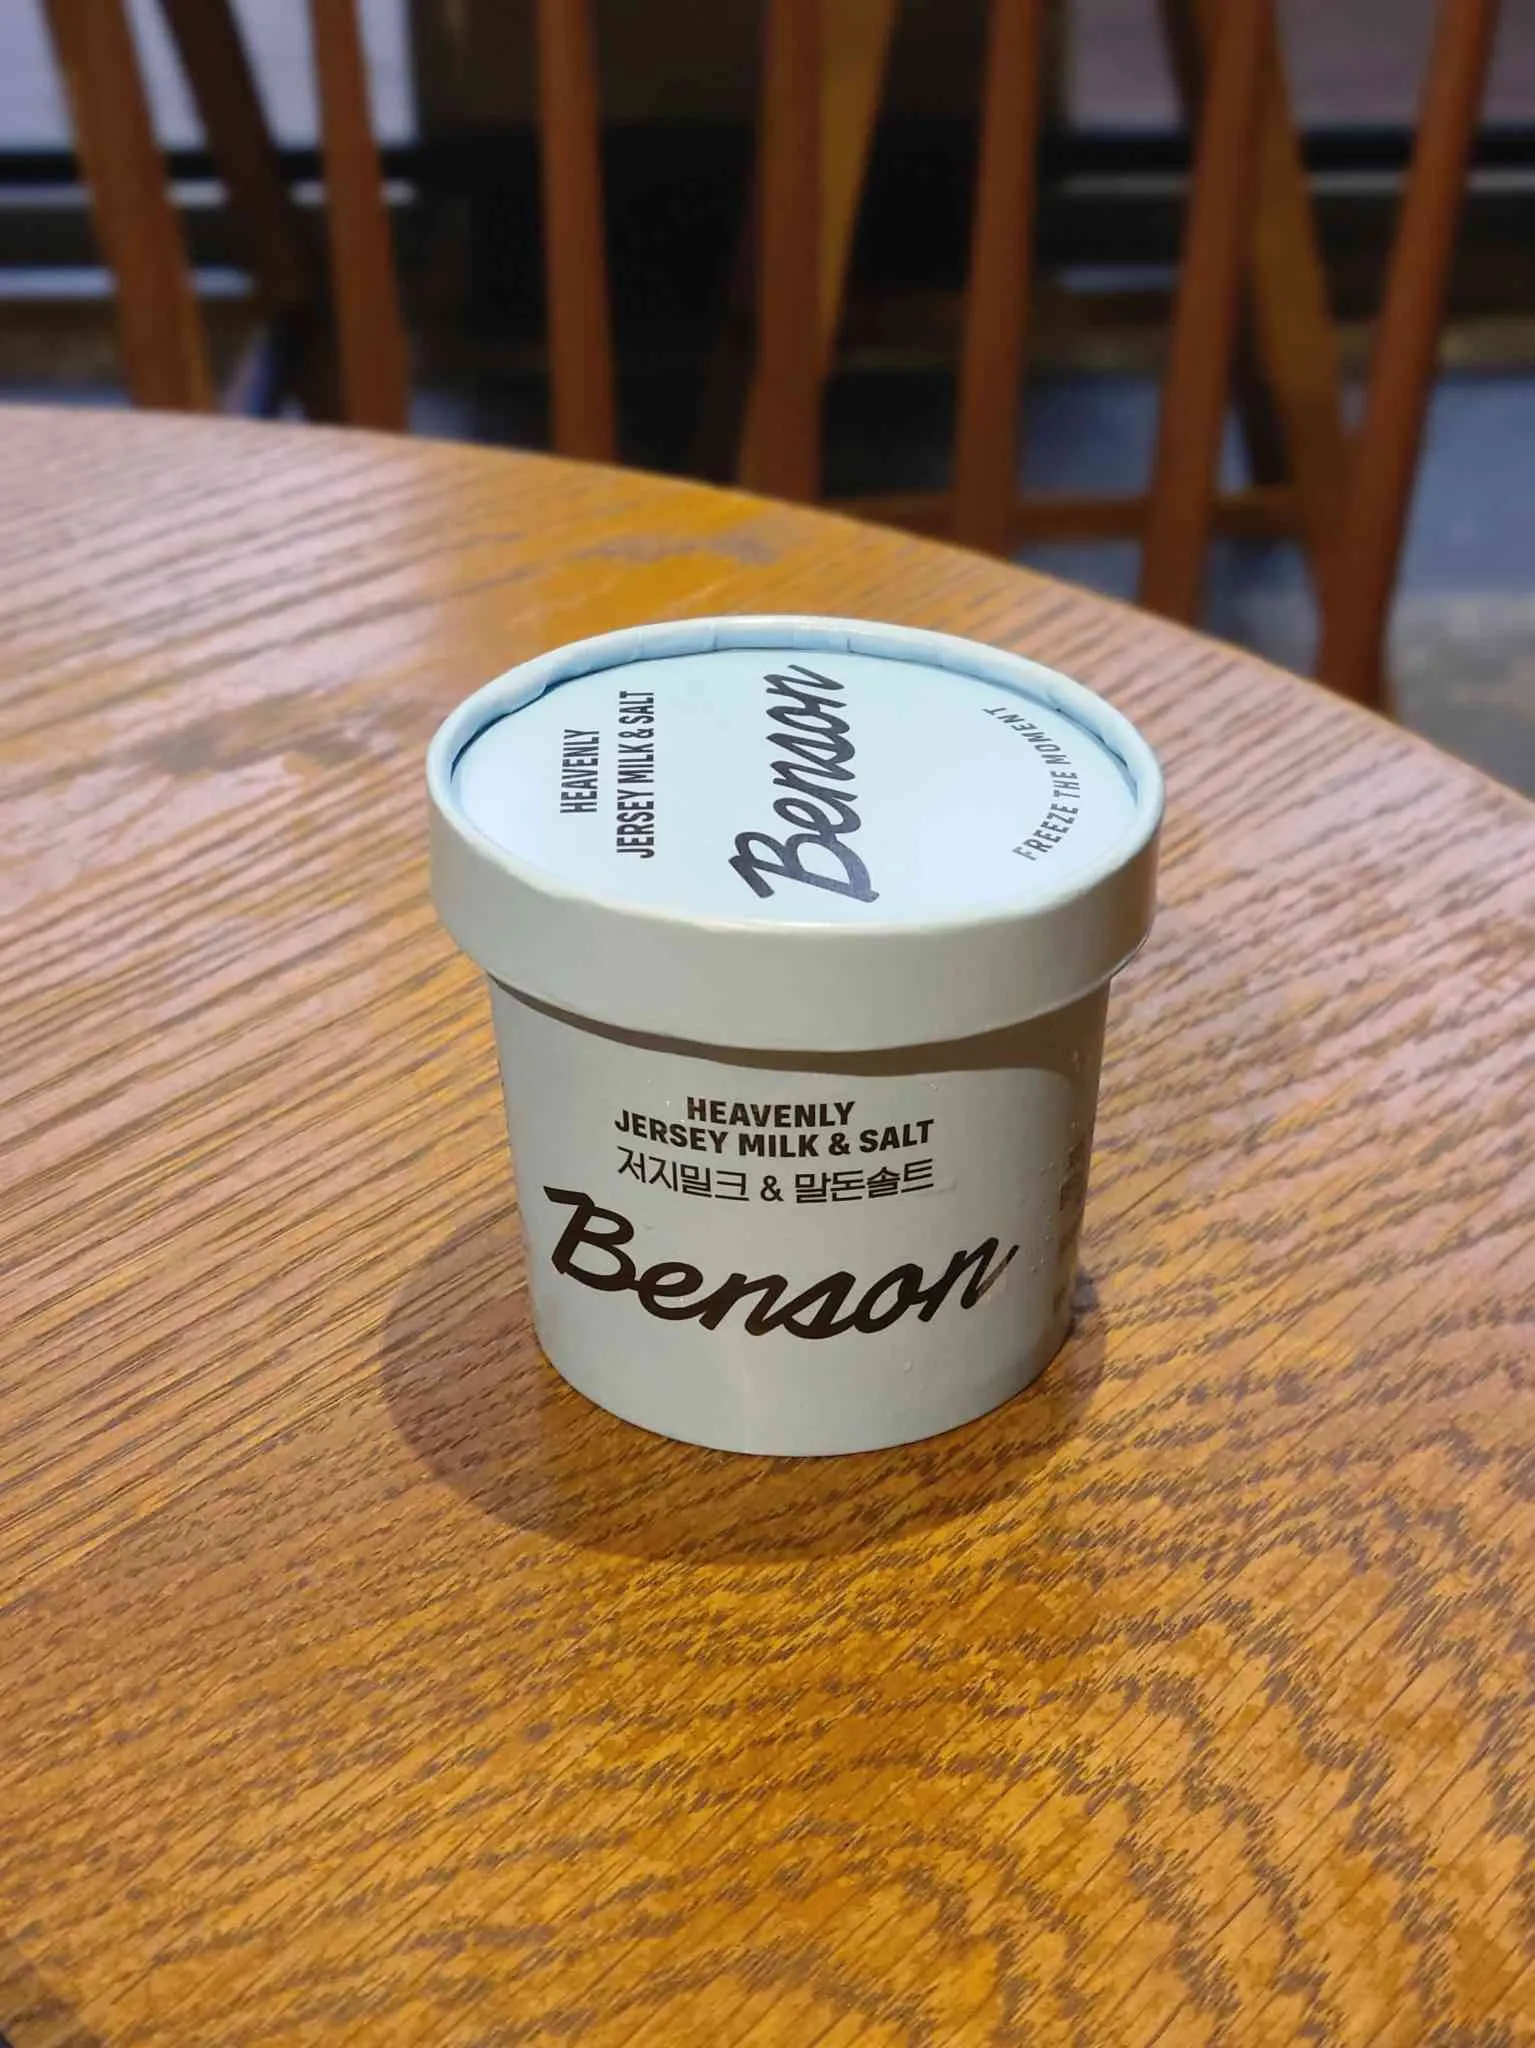 HEAVENLY
JERSEY MILK & SALT
Benson
FREEZE THE MOMENT
HEAVENLY
JERSEY MILK & SALT
저지밀크 & 말돈솔트
Benson